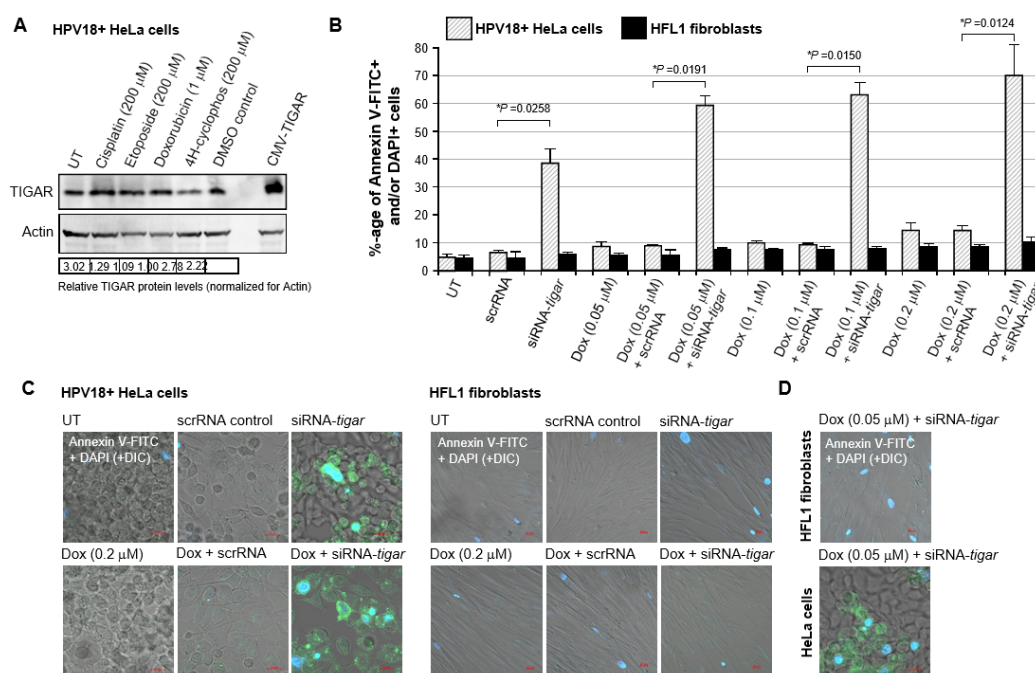 A
HPV18+ HeLa cells
UT
Cisplatin (200 μM)
Etoposide (200 μM)
Doxorubicin (1 μM)
4H-cyclophos (200 μM)
DMSO control
CMV-TIGAR
TIGAR
Actin
3.02 1.29 1.09 1.00 2.78 2.22
Relative TIGAR protein levels (normalized for Actin)
B
HPV18+ HeLa cells
HFL1 fibroblasts
%-age of Annexin V-FITC+
and/or DAPI+ cells
80
70
60
50
40
30
20
10
0
*P =0.0258
*P =0.0191
*P =0.0150
*P =0.0124
UT
scrRNA
siRNA-tigar
Dox (0.05 μM)
Dox (0.05 μM)
+ scrRNA
Dox (0.05 μM)
+ siRNA-tigar
Dox (0.1 μM)
Dox (0.1 μM)
+ scrRNA
Dox (0.1 μM)
+ siRNA-tigar
Dox (0.2 μM)
Dox (0.2 μM)
+ scrRNA
Dox (0.2 μM)
+ siRNA-tigar
C
HPV18+ HeLa cells
UT
scrRNA control
siRNA-tigar
Annexin V-FITC
+ DAPI (+DIC)
Dox (0.2 μM)
Dox + scrRNA
Dox + siRNA-tigar
HFL1 fibroblasts
UT
scrRNA control
siRNA-tigar
Annexin V-FITC
+ DAPI (+DIC)
Dox (0.2 μM)
Dox + scrRNA
Dox + siRNA-tigar
D
Dox (0.05 μM) + siRNA-tigar
Annexin V-FITC
+ DAPI (+DIC)
HFL1 fibroblasts
Dox (0.05 μM) + siRNA-tigar
HeLa cells